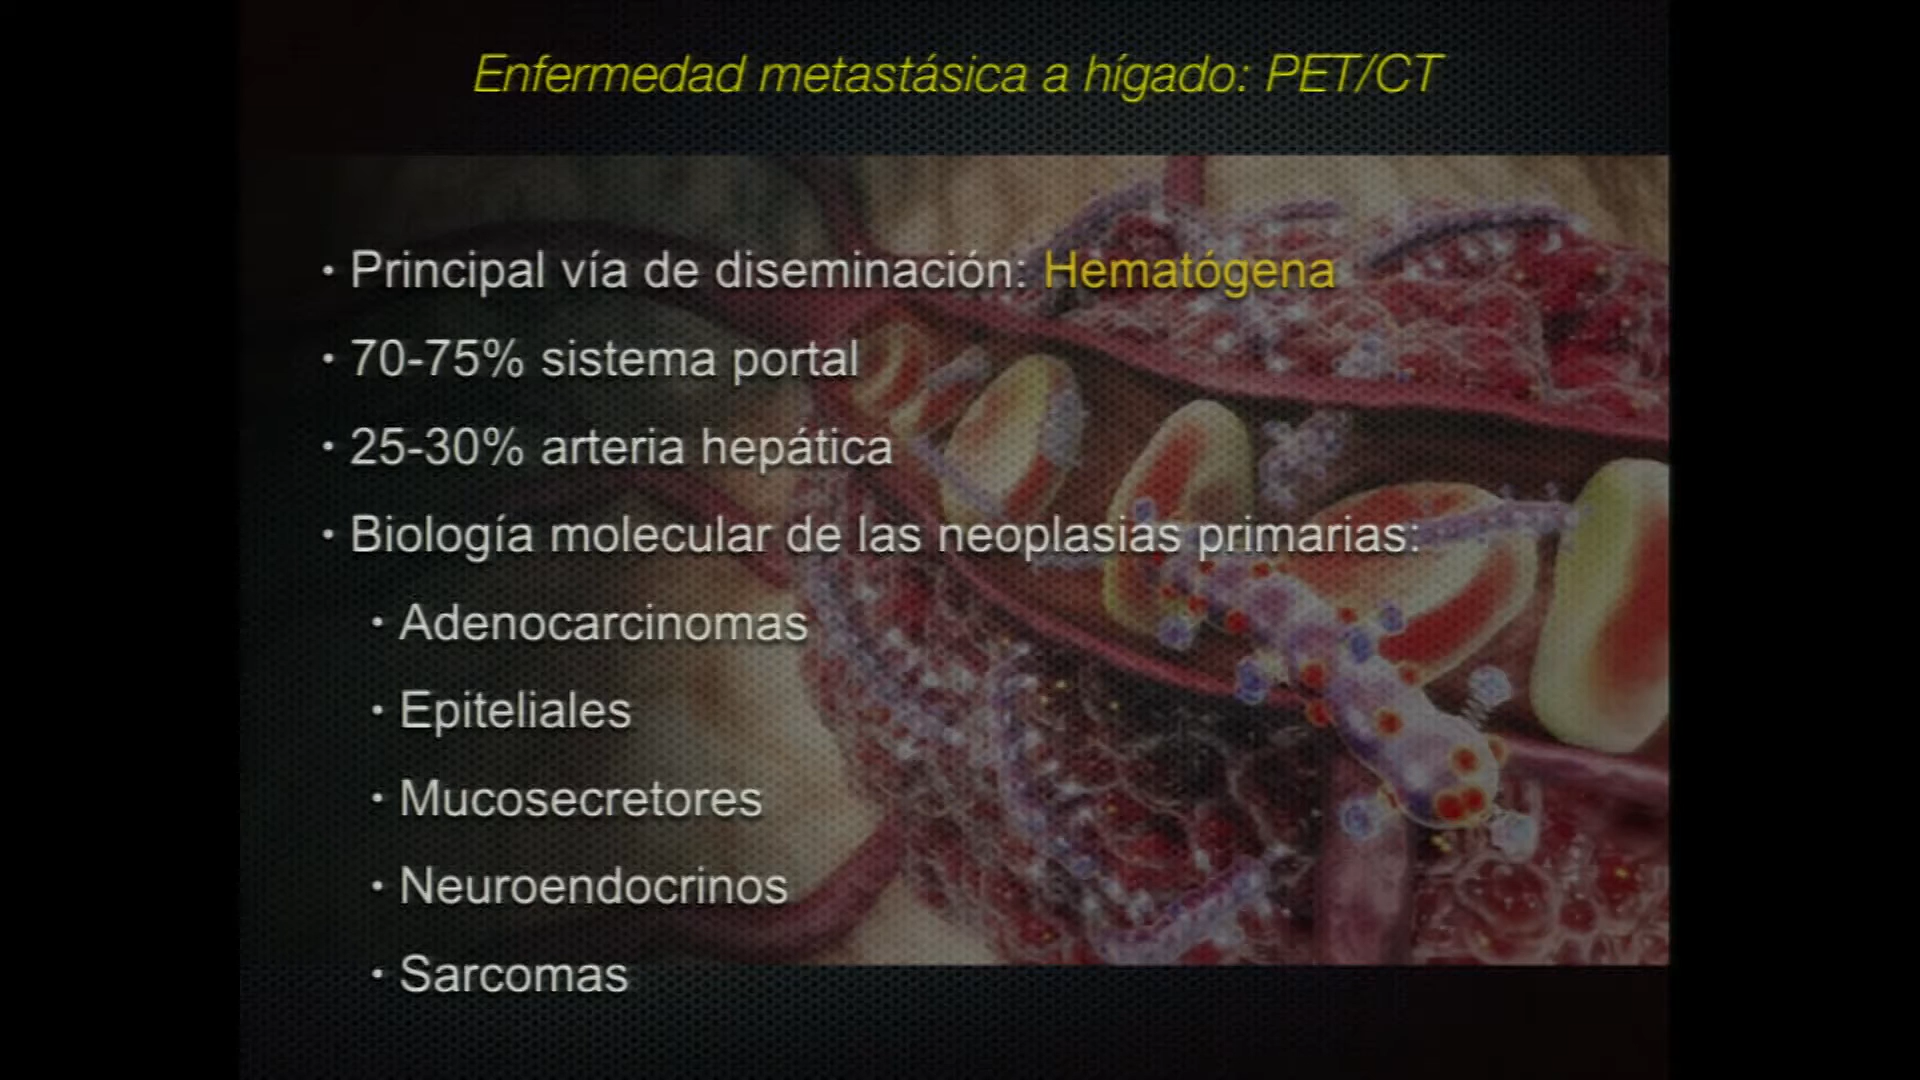 Enfermedad metastásica a hígado: PET/CT
• Principal vía de diseminación: Hematógena
• 70-75% sistema portal
• 25-30% arteria hepática
• Biología molecular de las neoplasias primarias:
• Adenocarcinomas
• Epiteliales
• Mucosecretores
• Neuroendocrinos
• Sarcomas